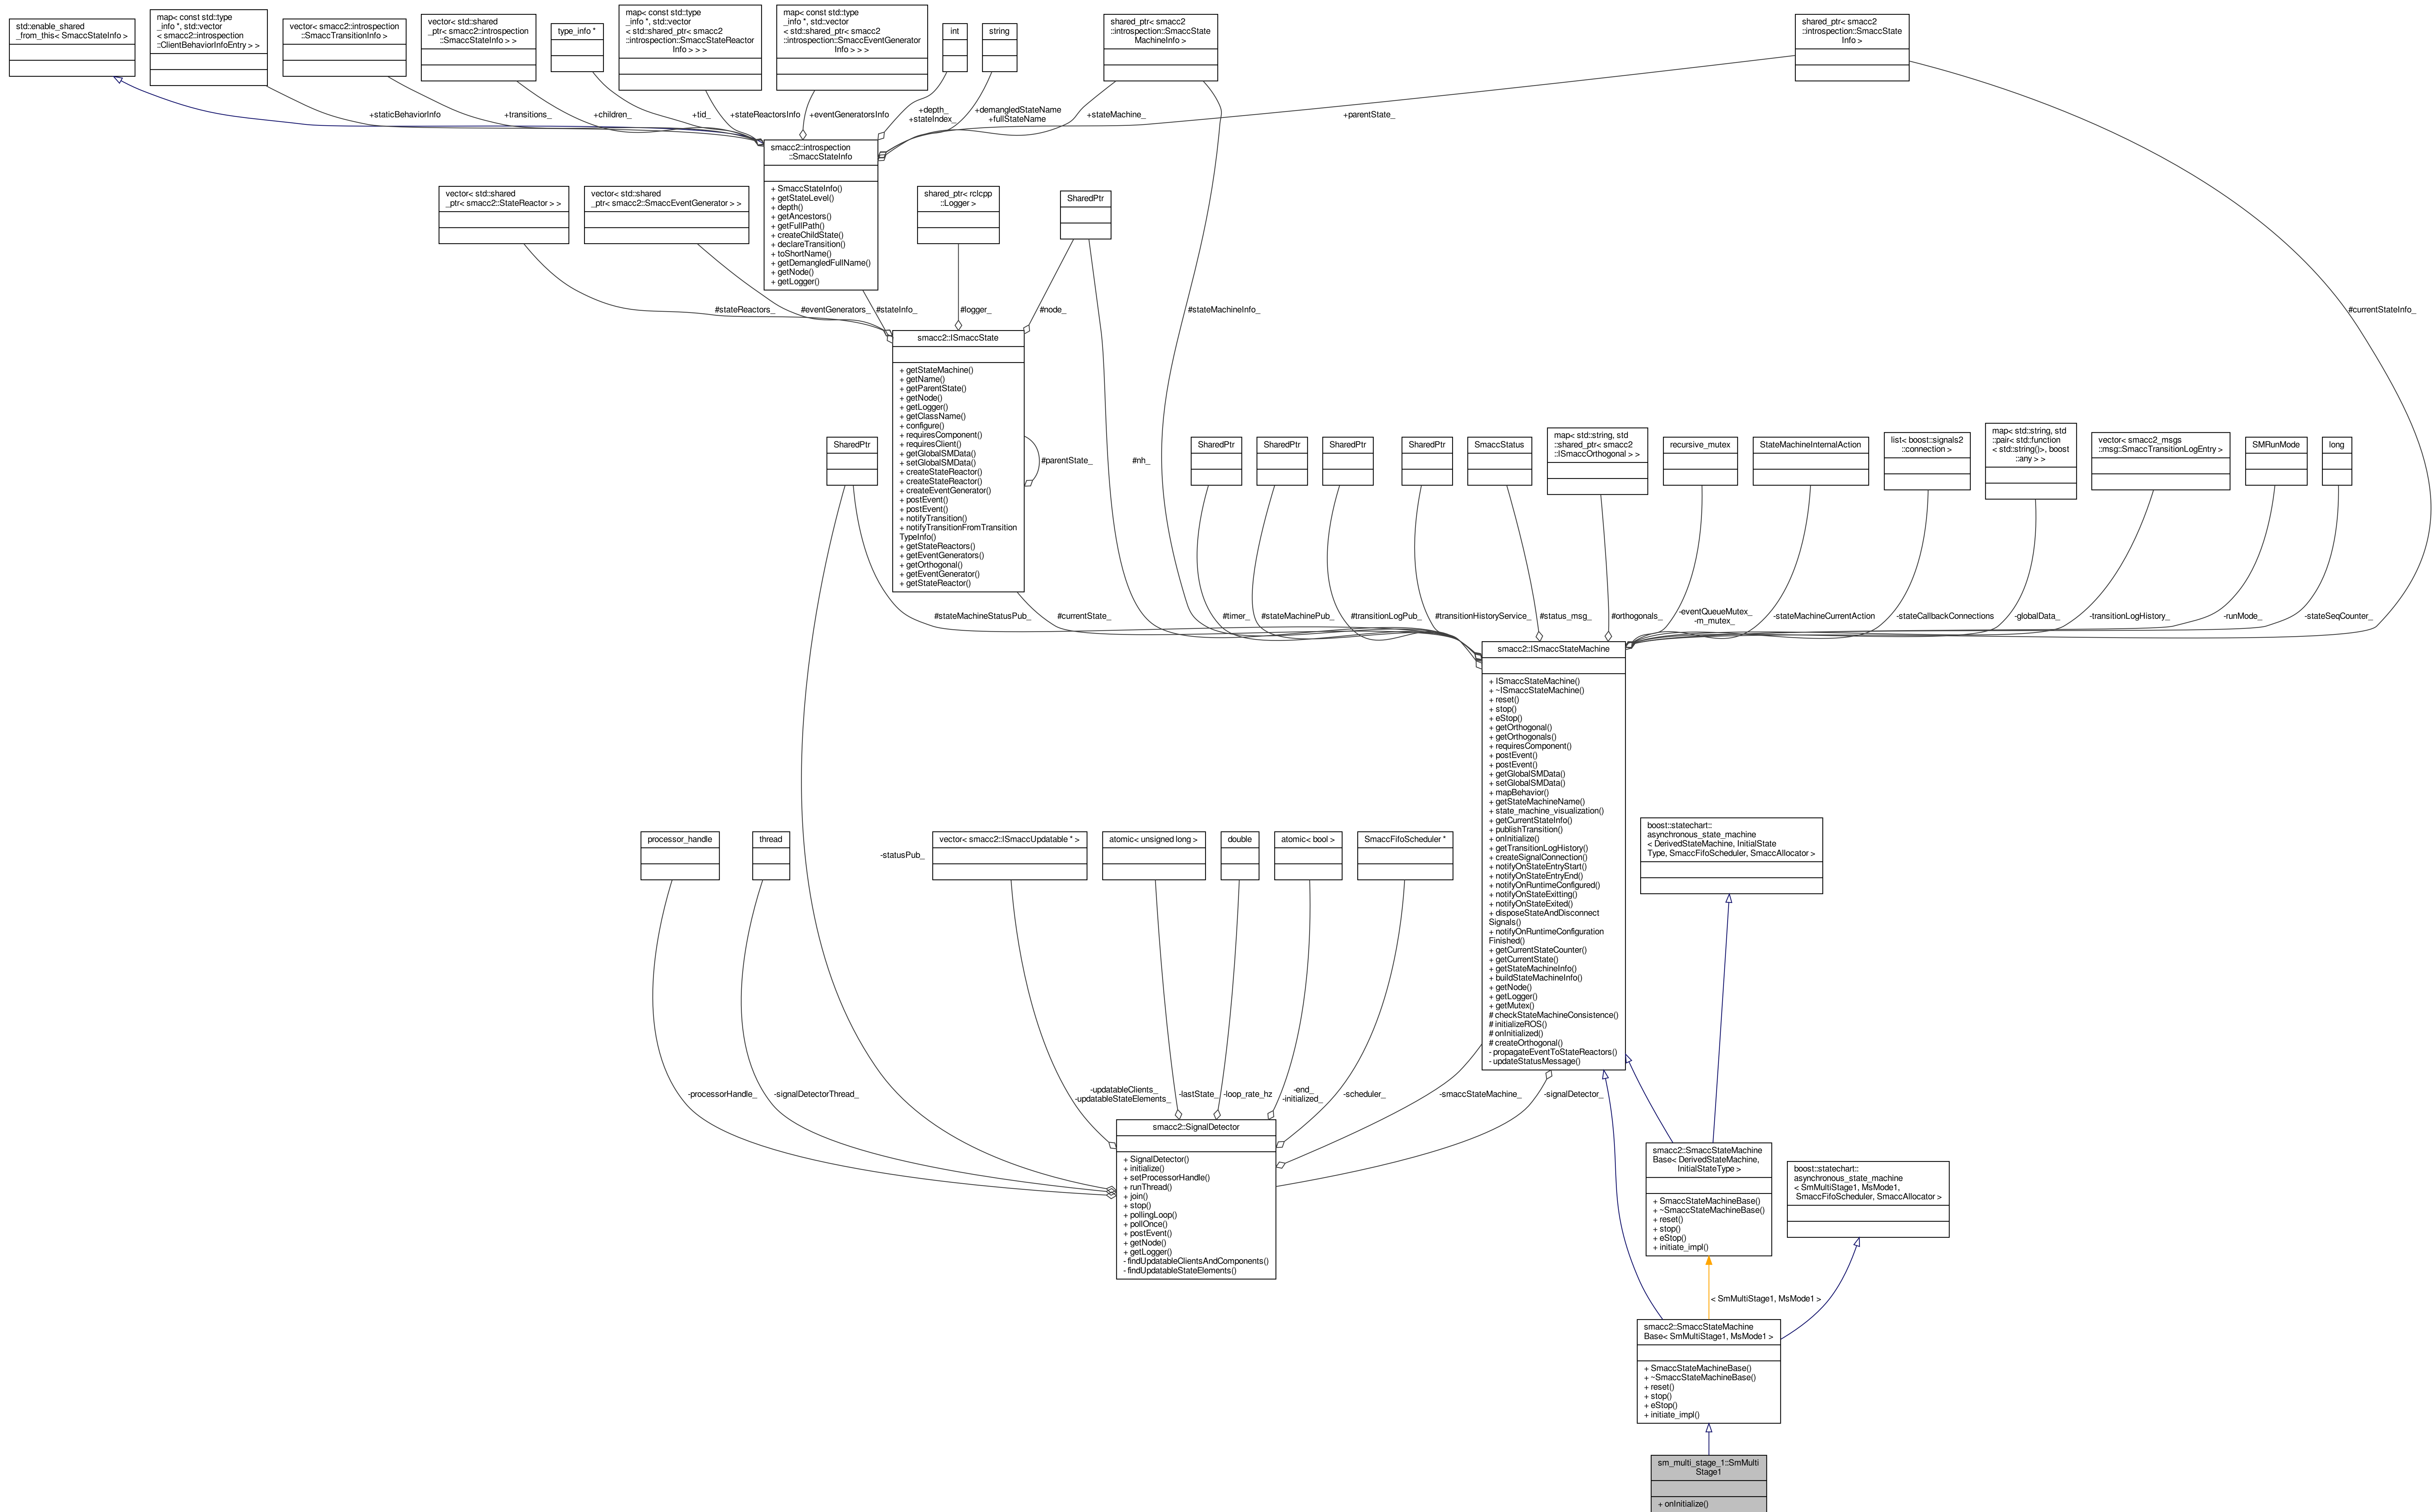 std::enable_shared
_from_this< SmaccStateInfo >
map< const std::type
_info *, std::vector
< smacc2::introspection
::ClientBehaviorInfoEntry > >
vector< smacc2::introspection
::SmaccTransitionInfo >
vector< std::shared
_ptr< smacc2::introspection
::SmaccStateInfo > >
type_info *
map< const std::type
_info *, std::vector
< std::shared_ptr< smacc2
::introspection::SmaccStateReactor
Info > > >
map< const std::type
_info *, std::vector
< std::shared_ptr< smacc2
::introspection::SmaccEventGenerator
Info > > >
int
string
shared_ptr< smacc2
::introspection::SmaccState
MachineInfo >
shared_ptr< smacc2
::introspection::SmaccState
Info >
+staticBehaviorInfo
+transitions_
+children_
+tid_
+stateReactorsInfo
+eventGeneratorsInfo
+depth_
+stateIndex_
+demangledStateName
+fullStateName
+stateMachine_
+parentState_
smacc2::introspection
::SmaccStateInfo
+ SmaccStateInfo()
+ getStateLevel()
+ depth()
+ getAncestors()
+ getFullPath()
+ createChildState()
+ declareTransition()
+ toShortName()
+ getDemangledFullName()
+ getNode()
+ getLogger()
vector< std::shared
_ptr< smacc2::StateReactor > >
vector< std::shared
_ptr< smacc2::SmaccEventGenerator > >
shared_ptr< rclcpp
::Logger >
SharedPtr
#stateReactors_
#eventGenerators_
#stateInfo_
#logger_
#node_
#stateMachineInfo_
#currentStateInfo_
smacc2::ISmaccState
+ getStateMachine()
+ getName()
+ getParentState()
+ getNode()
+ getLogger()
+ getClassName()
+ configure()
+ requiresComponent()
+ requiresClient()
+ getGlobalSMData()
+ setGlobalSMData()
+ createStateReactor()
+ createStateReactor()
+ createEventGenerator()
+ postEvent()
+ postEvent()
+ notifyTransition()
+ notifyTransitionFromTransition
TypeInfo()
+ getStateReactors()
+ getEventGenerators()
+ getOrthogonal()
+ getEventGenerator()
+ getStateReactor()
#parentState_
#nh_
SharedPtr
SharedPtr
SharedPtr
SharedPtr
SharedPtr
SmaccStatus
map< std::string, std
::shared_ptr< smacc2
::ISmaccOrthogonal > >
recursive_mutex
StateMachineInternalAction
list< boost::signals2
::connection >
map< std::string, std
::pair< std::function
< std::string()>, boost
::any > >
vector< smacc2_msgs
::msg::SmaccTransitionLogEntry >
SMRunMode
long
#stateMachineStatusPub_
#currentState_
#timer_
#stateMachinePub_
#transitionLogPub_
#transitionHistoryService_
#status_msg_
#orthogonals_
-eventQueueMutex_
-m_mutex_
-stateMachineCurrentAction
-stateCallbackConnections
-globalData_
-transitionLogHistory_
-runMode_
-stateSeqCounter_
smacc2::ISmaccStateMachine
+ ISmaccStateMachine()
+ ~ISmaccStateMachine()
+ reset()
+ stop()
+ eStop()
+ getOrthogonal()
+ getOrthogonals()
+ requiresComponent()
+ postEvent()
+ postEvent()
+ getGlobalSMData()
+ setGlobalSMData()
+ mapBehavior()
+ getStateMachineName()
+ state_machine_visualization()
+ getCurrentStateInfo()
+ publishTransition()
+ onInitialize()
+ getTransitionLogHistory()
+ createSignalConnection()
+ notifyOnStateEntryStart()
+ notifyOnStateEntryEnd()
+ notifyOnRuntimeConfigured()
+ notifyOnStateExitting()
+ notifyOnStateExited()
+ disposeStateAndDisconnect
Signals()
+ notifyOnRuntimeConfiguration
Finished()
+ getCurrentStateCounter()
+ getCurrentState()
+ getStateMachineInfo()
+ buildStateMachineInfo()
+ getNode()
+ getLogger()
+ getMutex()
# checkStateMachineConsistence()
# initializeROS()
# onInitialized()
# createOrthogonal()
- propagateEventToStateReactors()
- updateStatusMessage()
processor_handle
thread
-statusPub_
vector< smacc2::ISmaccUpdatable * >
atomic< unsigned long >
double
atomic< bool >
SmaccFifoScheduler *
boost::statechart::
asynchronous_state_machine
< DerivedStateMachine, InitialState
Type, SmaccFifoScheduler, SmaccAllocator >
-processorHandle_
-signalDetectorThread_
-updatableClients_
-updatableStateElements_
-lastState_
-loop_rate_hz
-end_
-initialized_
-scheduler_
-smaccStateMachine_
-signalDetector_
smacc2::SignalDetector
+ SignalDetector()
+ initialize()
+ setProcessorHandle()
+ runThread()
+ join()
+ stop()
+ pollingLoop()
+ pollOnce()
+ postEvent()
+ getNode()
+ getLogger()
- findUpdatableClientsAndComponents()
- findUpdatableStateElements()
smacc2::SmaccStateMachine
Base< DerivedStateMachine,
InitialStateType >
+ SmaccStateMachineBase()
+ ~SmaccStateMachineBase()
+ reset()
+ stop()
+ eStop()
+ initiate_impl()
boost::statechart::
asynchronous_state_machine
< SmMultiStage1, MsMode1,
SmaccFifoScheduler, SmaccAllocator >
< SmMultiStage1, MsMode1 >
smacc2::SmaccStateMachine
Base< SmMultiStage1, MsMode1 >
+ SmaccStateMachineBase()
+ ~SmaccStateMachineBase()
+ reset()
+ stop()
+ eStop()
+ initiate_impl()
sm_multi_stage_1::SmMulti
Stage1
+ onInitialize()